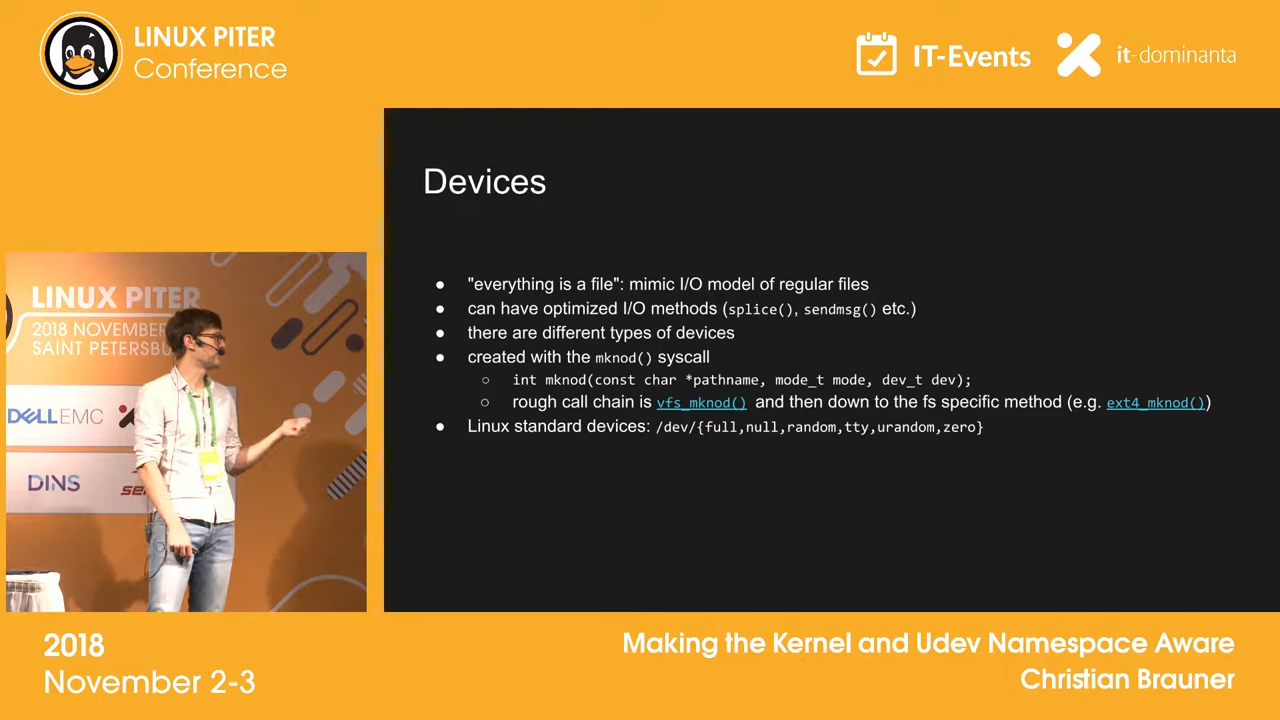 LINUX PITER
Conference
IT-Events
it-dominanta
Devices
● "everything is a file": mimic I/O model of regular files
● can have optimized I/O methods (splice(), sendmsg() etc.)
● there are different types of devices
● created with the mknod() syscall
○ int mknod(const char *pathname, mode_t mode, dev_t dev);
○ rough call chain is vfs_mknod() and then down to the fs specific method (e.g. ext4_mknod())
● Linux standard devices: /dev/{full,null,random,tty,urandom,zero}
LINUX PITER
2018 NOVEMBER
SAINT PETERSBU
DELLEMC
DINS
2018
November 2-3
Making the Kernel and Udev Namespace Aware
Christian Brauner